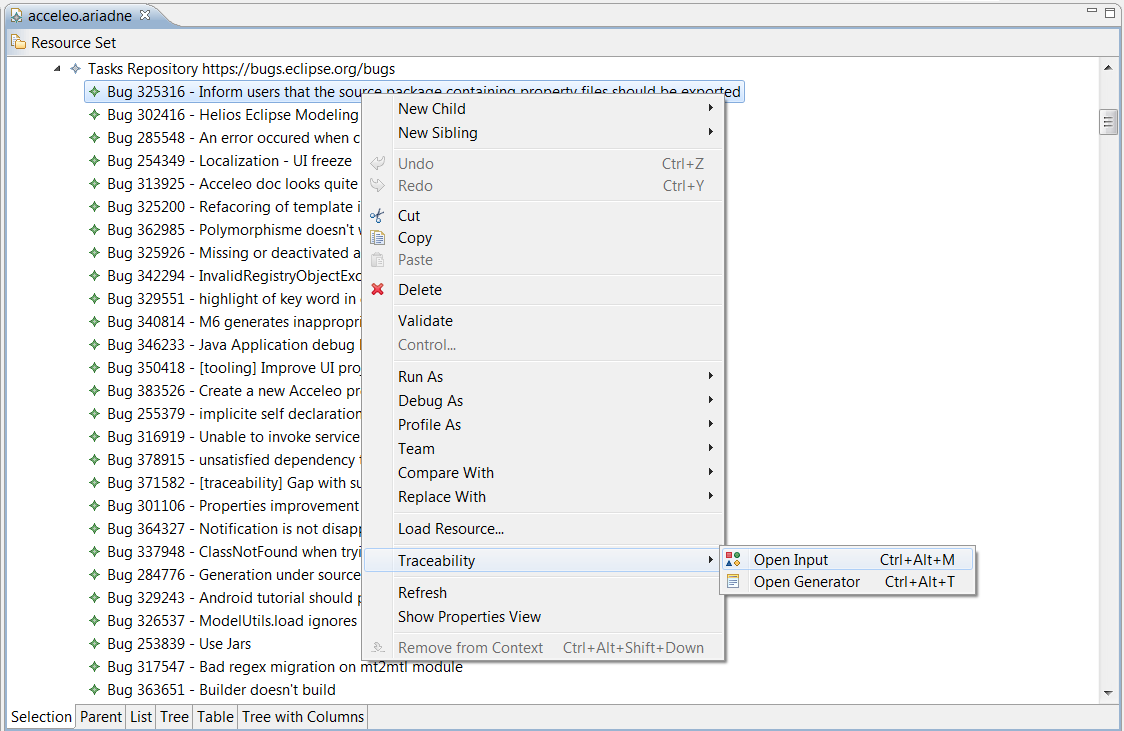 acceleo.ariadne
Resource Set
Tasks Repository https://bugs.eclipse.org/bugs
Bug 325316 - Inform users that the source package containing property files should be exported
Bug 302416 - Helios Eclipse Modeling
Bug 285548 - An error occured when c
Bug 254349 - Localization - UI freeze
Bug 313925 - Acceleo doc looks quite
Bug 325200 - Refacoring of template i
Bug 362985 - Polymorphisme doesn't
Bug 325926 - Missing or deactivated a
Bug 342294 - InvalidRegistryObjectExc
Bug 329551 - highlight of key word in
Bug 340814 - M6 generates inappropri
Bug 346233 - Java Application debug
Bug 350418 - [tooling] Improve UI proj
Bug 383526 - Create a new Acceleo pr
Bug 255379 - implicite self declaration
Bug 316919 - Unable to invoke service
Bug 378915 - unsatisfied dependency
Bug 371582 - [traceability] Gap with su
Bug 301106 - Properties improvement
Bug 364327 - Notification is not disapp
Bug 337948 - ClassNotFound when tryi
Bug 284776 - Generation under source
Bug 329243 - Android tutorial should p
Bug 326537 - ModelUtils.load ignores
Bug 253839 - Use Jars
Bug 317547 - Bad regex migration on mt2mtl module
Bug 363651 - Builder doesn't build
New Child
New Sibling
Undo Ctrl+Z
Redo Ctrl+Y
Cut
Copy
Paste
Delete
Validate
Control...
Run As
Debug As
Profile As
Team
Compare With
Replace With
Load Resource...
Traceability
Refresh
Show Properties View
Remove from Context Ctrl+Alt+Shift+Down
Open Input Ctrl+Alt+M
Open Generator Ctrl+Alt+T
Selection Parent List Tree Table Tree with Columns